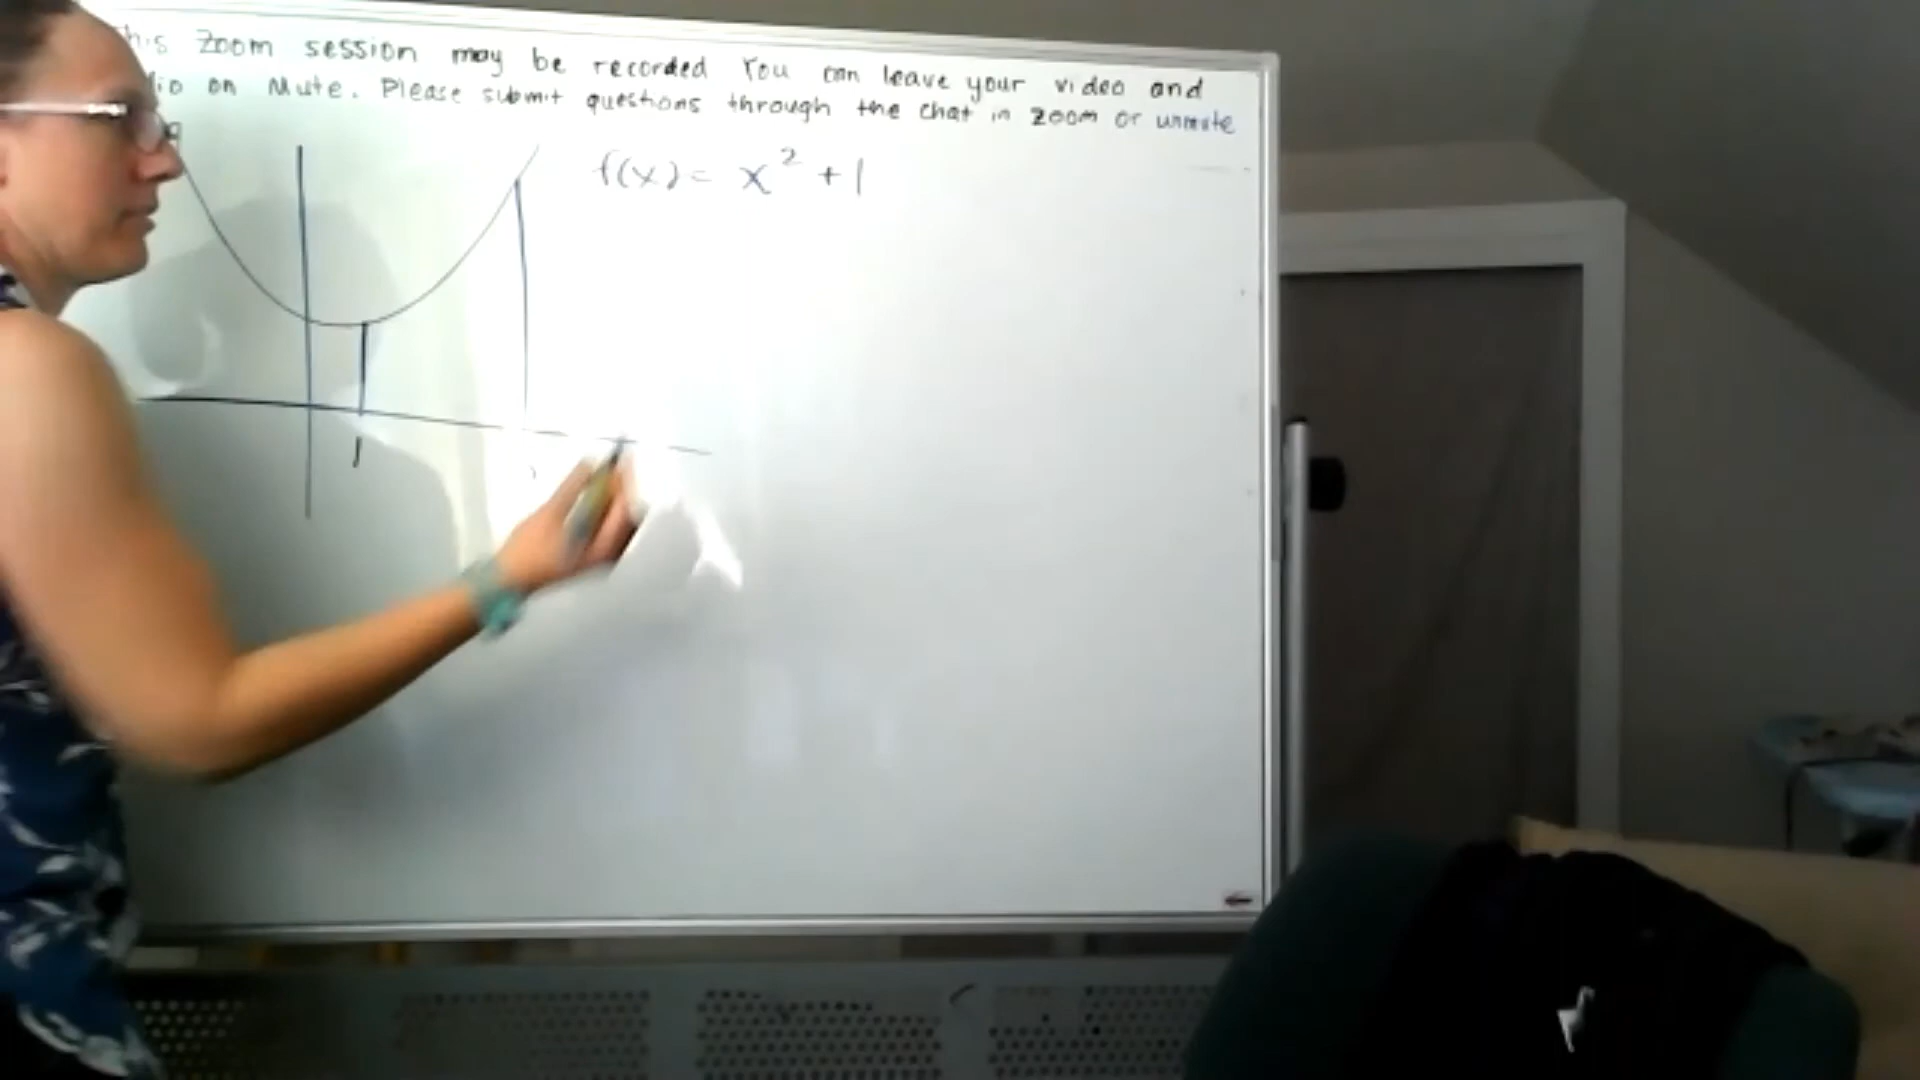 Zoom session may be recorded You can leave your video and
on Mute. Please submit questions through the chat in zoom or unmute
f(x) = x² + 1
1